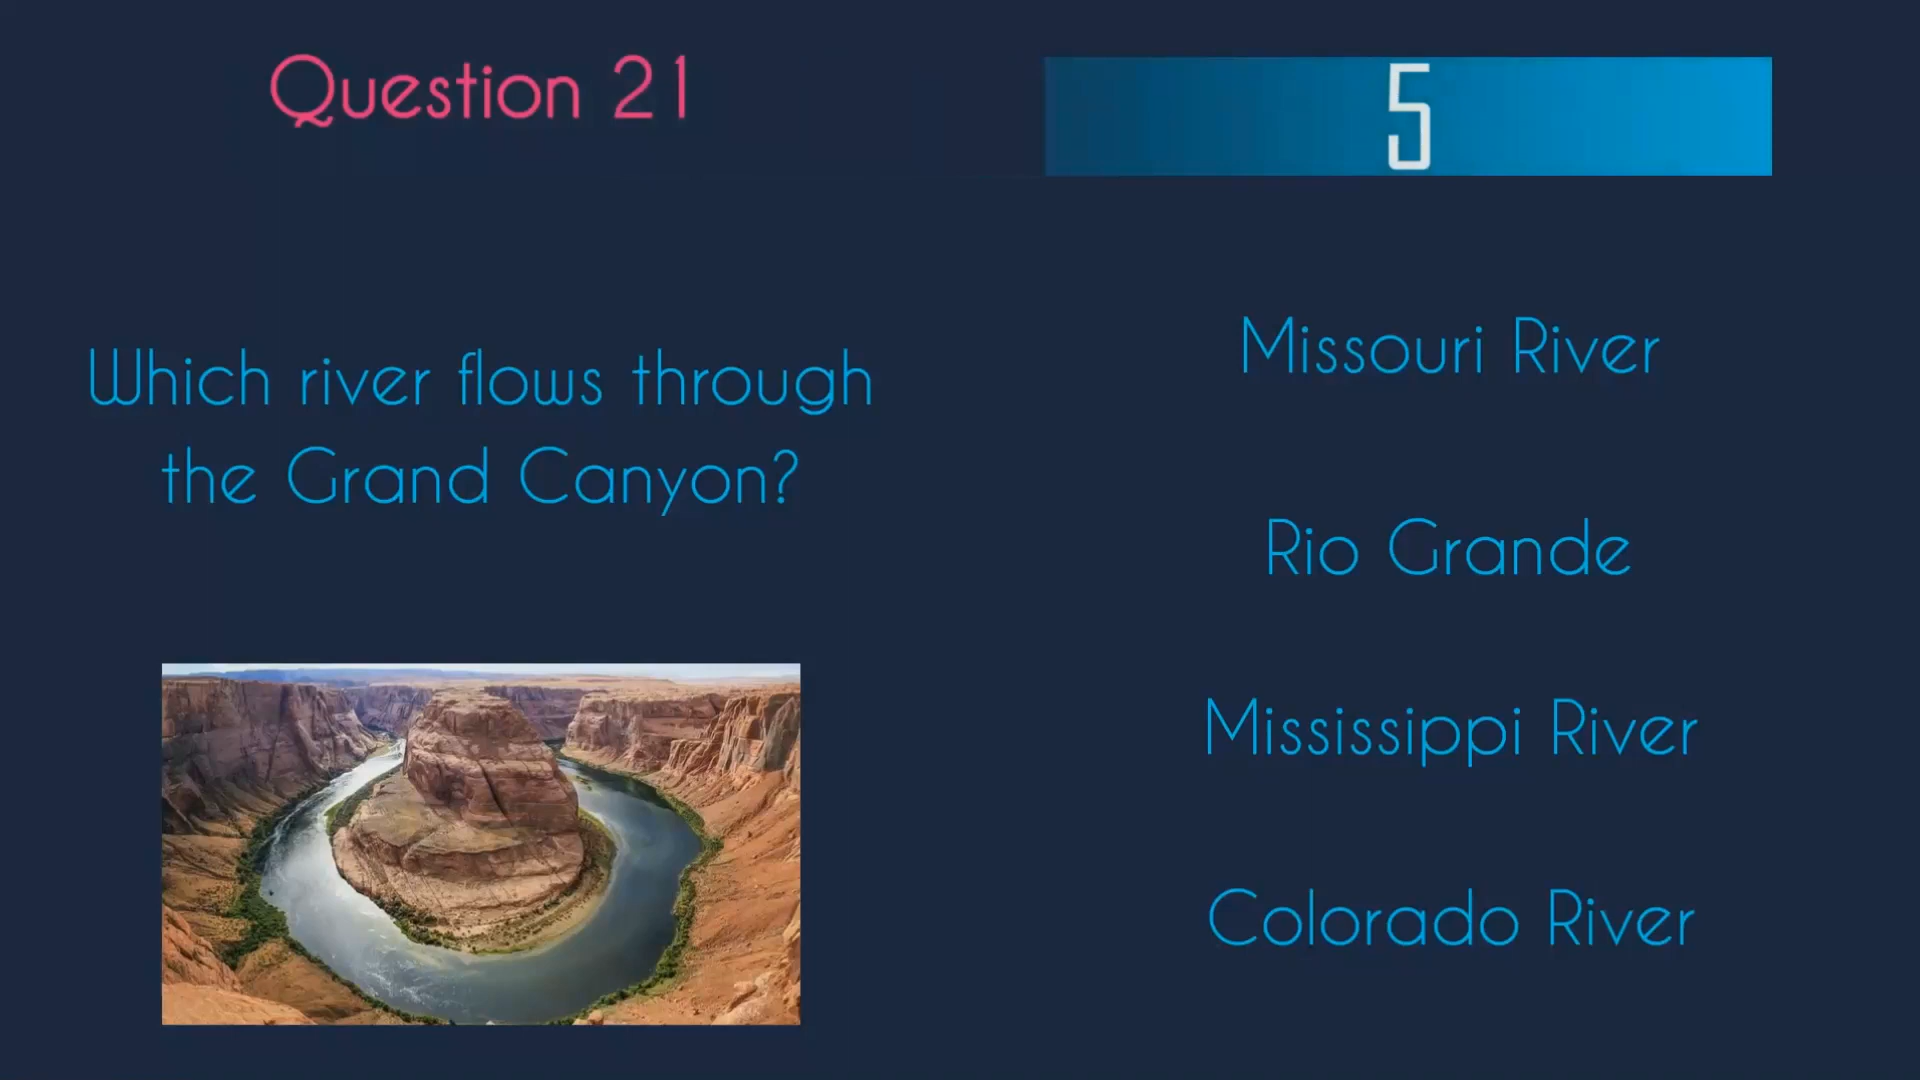 Question 21
5
Which river flows through
the Grand Canyon?
Missouri River
Rio Grande
Mississippi River
Colorado River